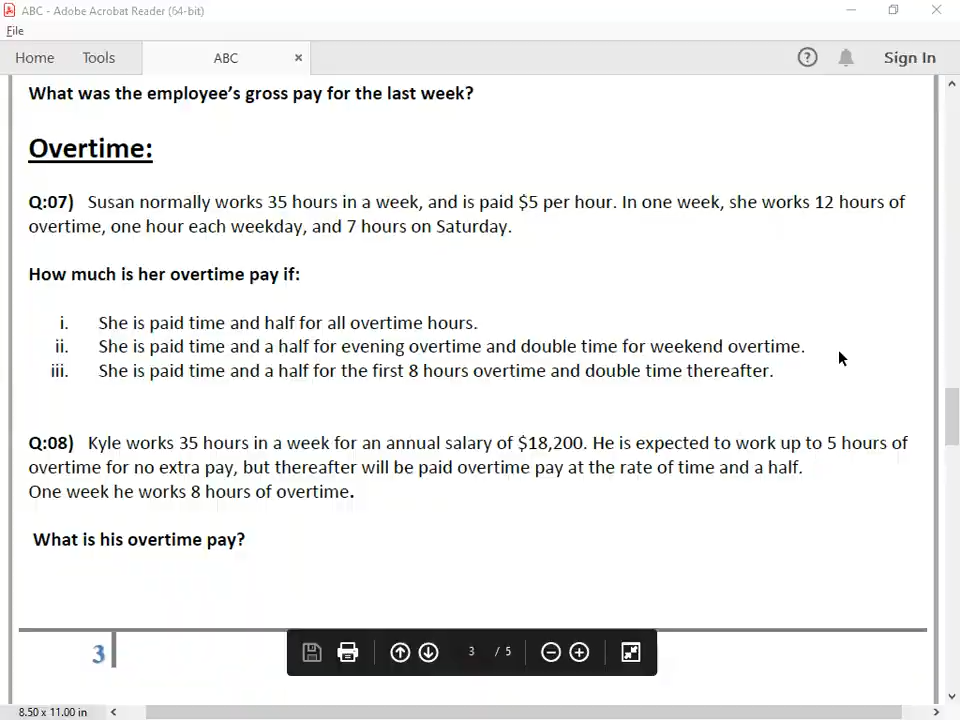 ABC - Adobe Acrobat Reader (64-bit)
File
Home Tools ABC × ? Sign In
What was the employee's gross pay for the last week?
Overtime:
Q:07) Susan normally works 35 hours in a week, and is paid $5 per hour. In one week, she works 12 hours of
overtime, one hour each weekday, and 7 hours on Saturday.
How much is her overtime pay if:
i. She is paid time and half for all overtime hours.
ii. She is paid time and a half for evening overtime and double time for weekend overtime.
iii. She is paid time and a half for the first 8 hours overtime and double time thereafter.
Q:08) Kyle works 35 hours in a week for an annual salary of $18,200. He is expected to work up to 5 hours of
overtime for no extra pay, but thereafter will be paid overtime pay at the rate of time and a half.
One week he works 8 hours of overtime.
What is his overtime pay?
3
3 / 5
8.50 x 11.00 in